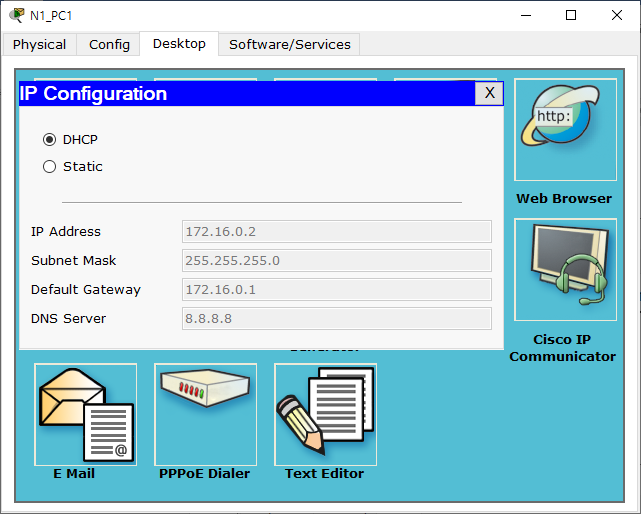 N1_PC1
Physical Config Desktop Software/Services
IP Configuration X
DHCP
Static
IP Address 172.16.0.2
Subnet Mask 255.255.255.0
Default Gateway 172.16.0.1
DNS Server 8.8.8.8
http:
Web Browser
Cisco IP
Communicator
E Mail PPPoE Dialer Text Editor
@